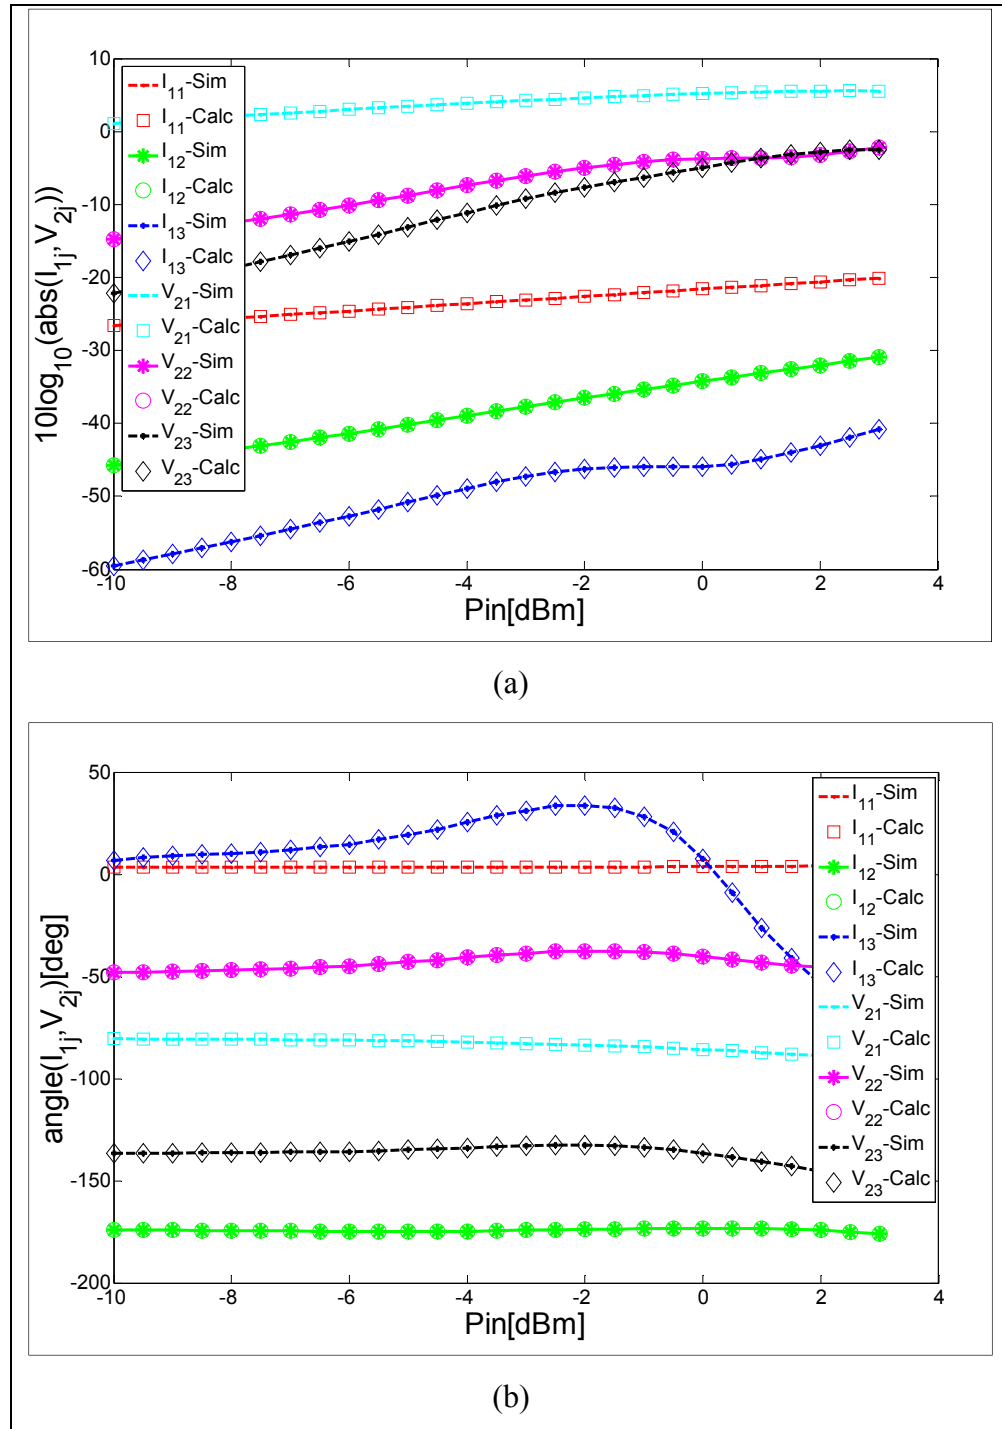 10log10(abs(I1j,V2j))
10
0
-10
-20
-30
-40
-50
-60
I11-Sim
I11-Calc
I12-Sim
I12-Calc
I13-Sim
I13-Calc
V21-Sim
V21-Calc
V22-Sim
V22-Calc
V23-Sim
V23-Calc
-10 -8 -6 -4 -2 0 2 4
Pin[dBm]
(a)
angle(I1j,V2j)[deg]
50
0
-50
-100
-150
-200
I11-Sim
I11-Calc
I12-Sim
I12-Calc
I13-Sim
I13-Calc
V21-Sim
V21-Calc
V22-Sim
V22-Calc
V23-Sim
V23-Calc
-10 -8 -6 -4 -2 0 2 4
Pin[dBm]
(b)